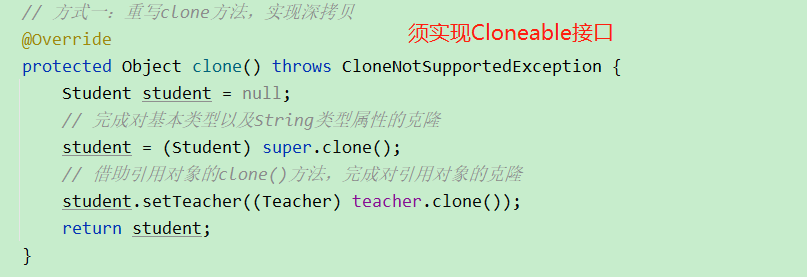 // 方式一：重写clone方法，实现深拷贝
@Override
须实现Cloneable接口
protected Object clone() throws CloneNotSupportedException {
Student student = null;
// 完成对基本类型以及String类型属性的克隆
student = (Student) super.clone();
// 借助引用对象的clone()方法，完成对引用对象的克隆
student.setTeacher((Teacher) teacher.clone());
return student;
}